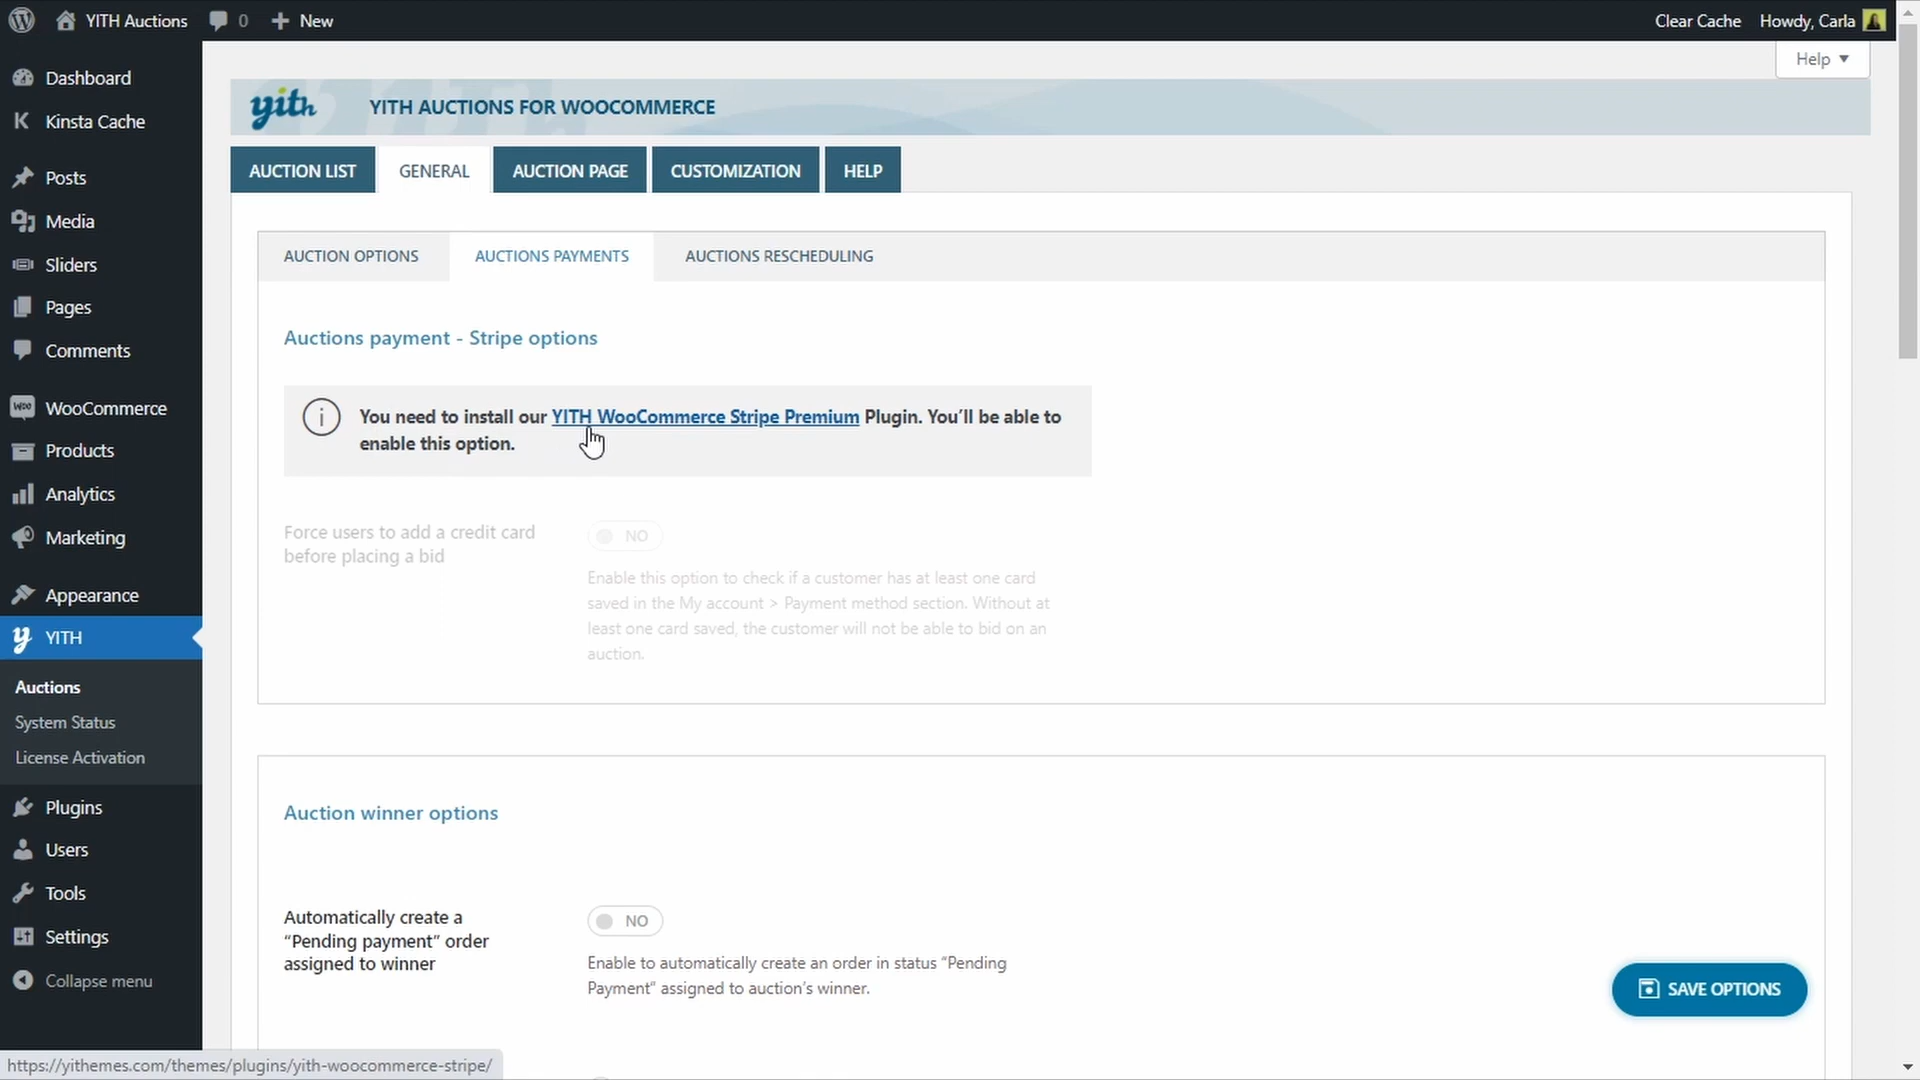 YITH Auctions
0
New
Clear Cache
Howdy, Carla
Help
Dashboard
Kinsta Cache
Posts
Media
Sliders
Pages
Comments
WooCommerce
Products
Analytics
Marketing
Appearance
YITH
Auctions
System Status
License Activation
Plugins
Users
Tools
Settings
Collapse menu
yith
YITH AUCTIONS FOR WOOCOMMERCE
AUCTION LIST
GENERAL
AUCTION PAGE
CUSTOMIZATION
HELP
AUCTION OPTIONS
AUCTIONS PAYMENTS
AUCTIONS RESCHEDULING
Auctions payment - Stripe options
You need to install our YITH WooCommerce Stripe Premium Plugin. You'll be able to
enable this option.
Force users to add a credit card
before placing a bid
NO
Enable this option to check if a customer has at least one card
saved in the My account > Payment method section. Without at
least one card saved, the customer will not be able to bid on an
auction.
Auction winner options
Automatically create a
“Pending payment” order
assigned to winner
NO
Enable to automatically create an order in status “Pending
Payment“ assigned to auction's winner.
SAVE OPTIONS
https://yithemes.com/themes/plugins/yith-woocommerce-stripe/